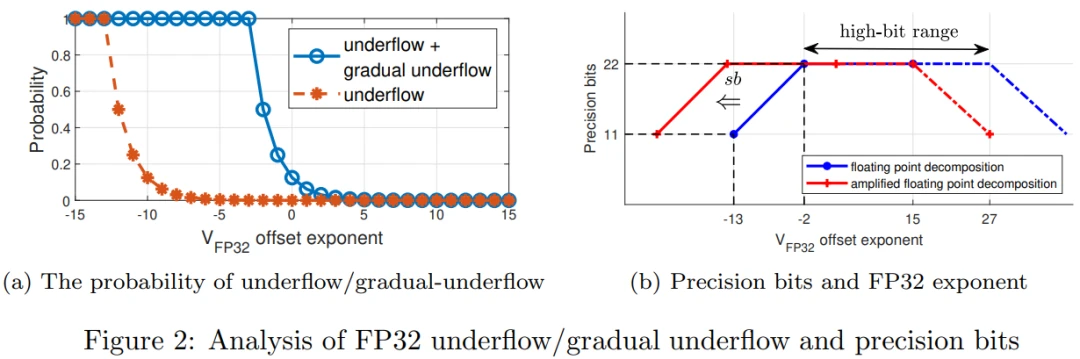 1
0.8
0.6
0.4
0.2
0
Probability
-15
-10
-5
0
5
10
15
V_FP32 offset exponent
underflow +
gradual underflow
underflow
(a) The probability of underflow/gradual-underflow
high-bit range
22
11
Precision bits
sb
⇐
floating point decomposition
amplified floating point decomposition
-13
-2
15
27
V_FP32 offset exponent
(b) Precision bits and FP32 exponent
Figure 2: Analysis of FP32 underflow/gradual underflow and precision bits